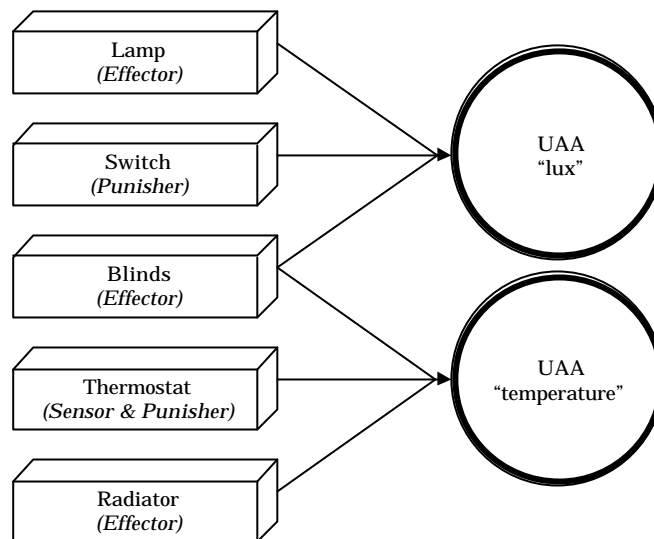 Lamp
(Effector)
Switch
(Punisher)
Blinds
(Effector)
Thermostat
(Sensor & Punisher)
Radiator
(Effector)
UAA
“lux”
UAA
“temperature”